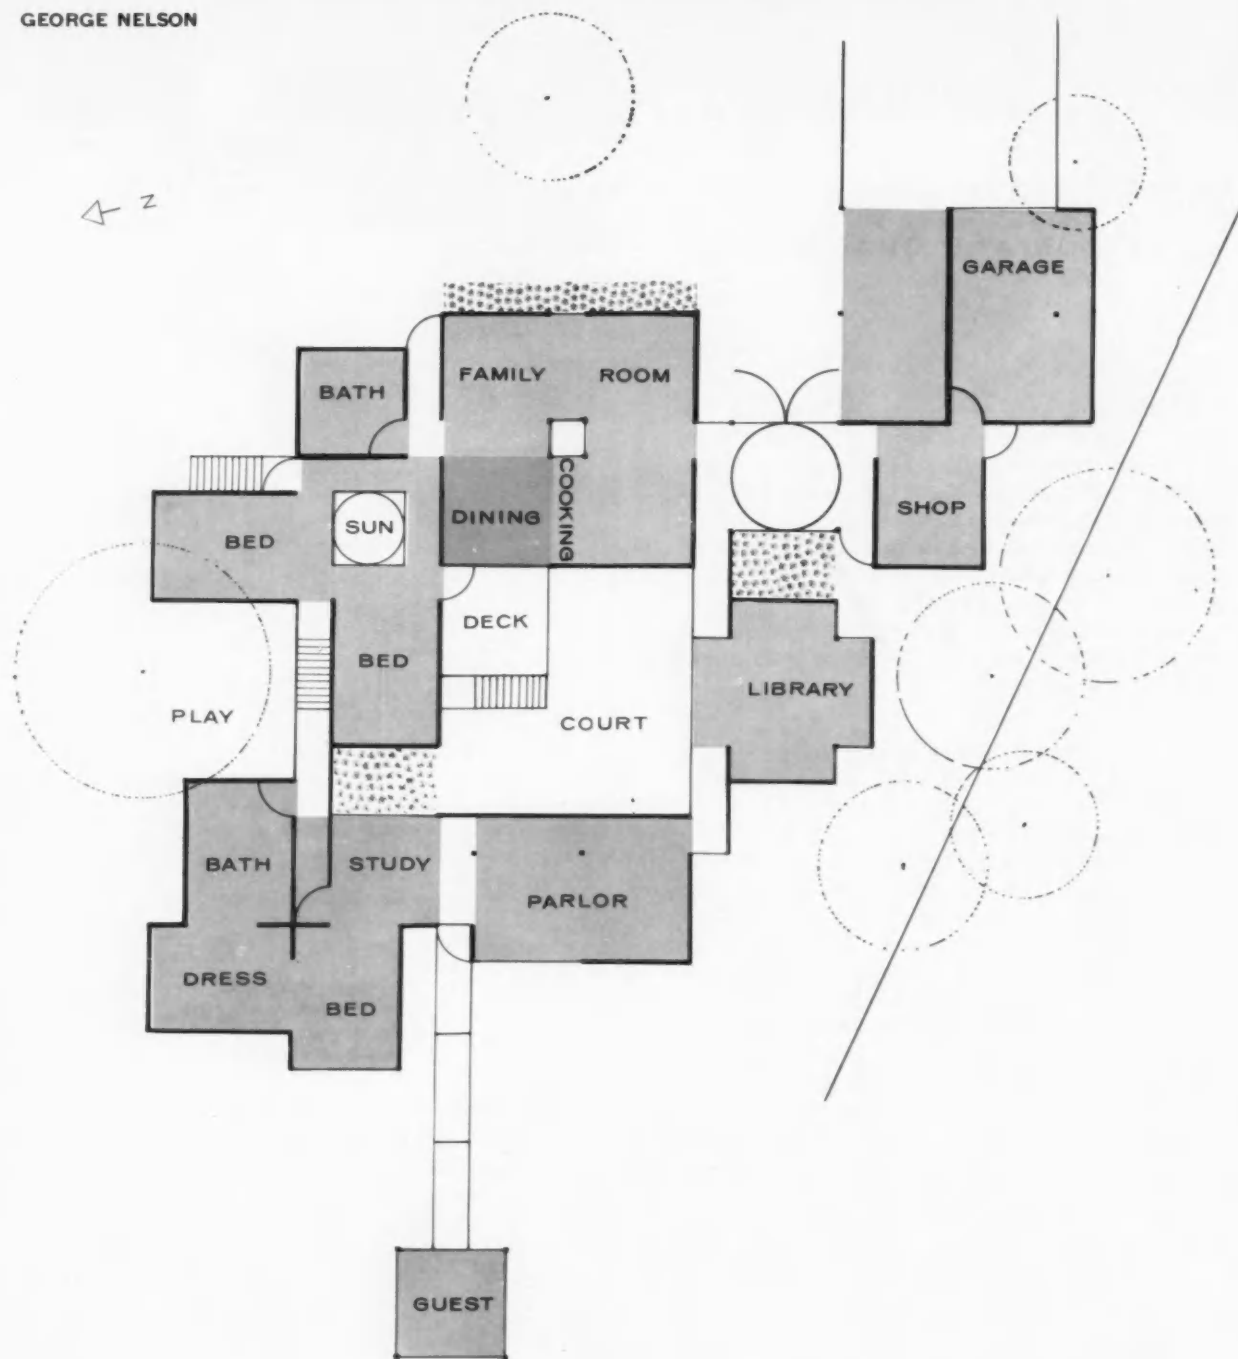 GEORGE NELSON
N
GARAGE
FAMILY ROOM
BATH
SHOP
SUN
DINING
COOKING
BED
DECK
BED
LIBRARY
PLAY
COURT
BATH
STUDY
PARLOR
DRESS
BED
GUEST